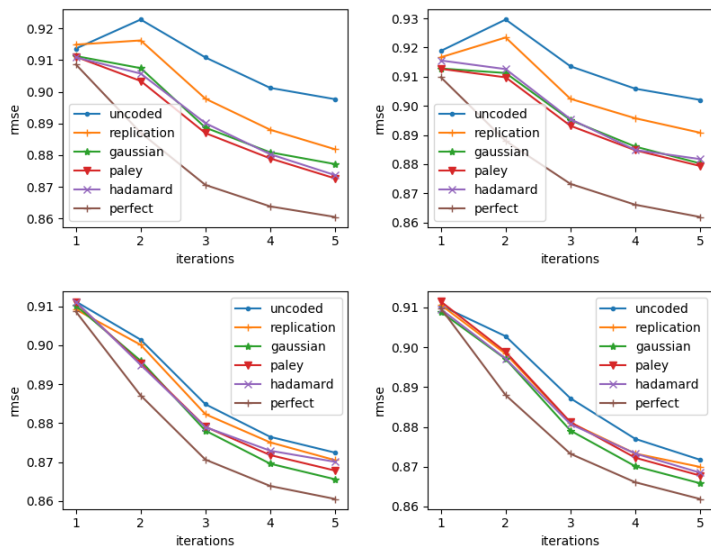 0.92
0.91
0.90
0.89
0.88
0.87
0.86
rmse
uncoded
replication
gaussian
paley
hadamard
perfect
1 2 3 4 5
iterations
0.93
0.92
0.91
0.90
0.89
0.88
0.87
0.86
rmse
uncoded
replication
gaussian
paley
hadamard
perfect
1 2 3 4 5
iterations
0.91
0.90
0.89
0.88
0.87
0.86
rmse
uncoded
replication
gaussian
paley
hadamard
perfect
1 2 3 4 5
iterations
0.91
0.90
0.89
0.88
0.87
0.86
rmse
uncoded
replication
gaussian
paley
hadamard
perfect
1 2 3 4 5
iterations